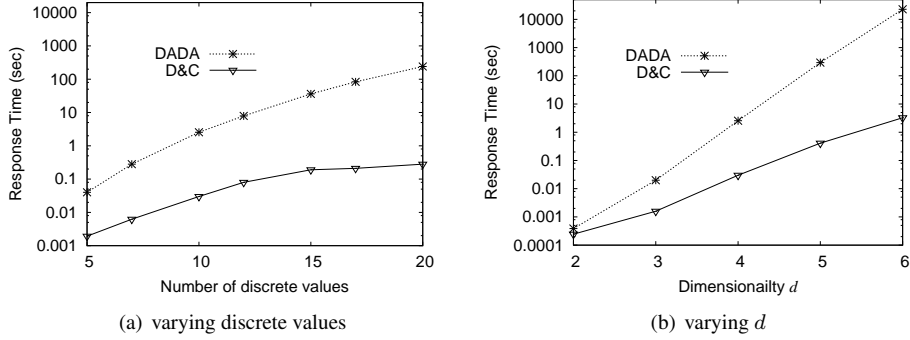 10000
1000
100
10
1
0.1
0.01
0.001
Response Time (sec)
DADA
D&C
5 10 15 20
Number of discrete values
(a) varying discrete values
10000
1000
100
10
1
0.1
0.01
0.001
0.0001
Response Time (sec)
DADA
D&C
2 3 4 5 6
Dimensionailty d
(b) varying d